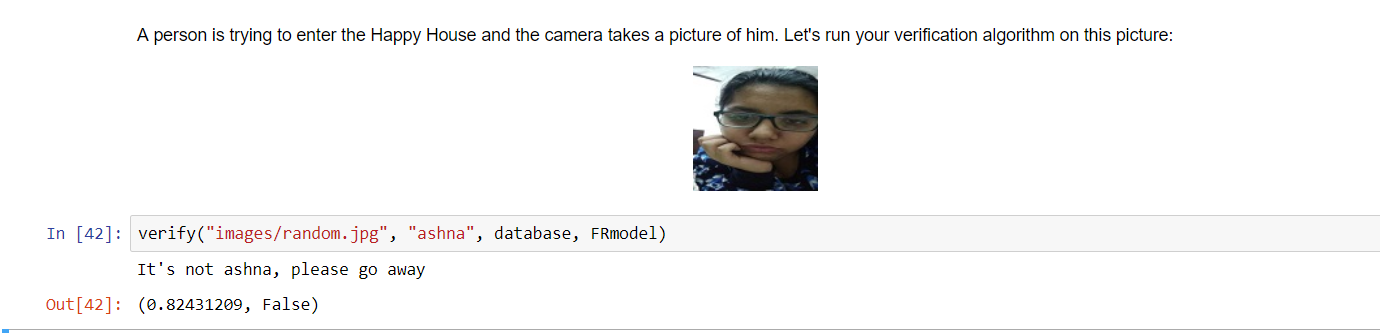 A person is trying to enter the Happy House and the camera takes a picture of him. Let's run your verification algorithm on this picture:
In [42]: verify("images/random.jpg", "ashna", database, FRmodel)
It's not ashna, please go away
Out[42]: (0.82431209, False)